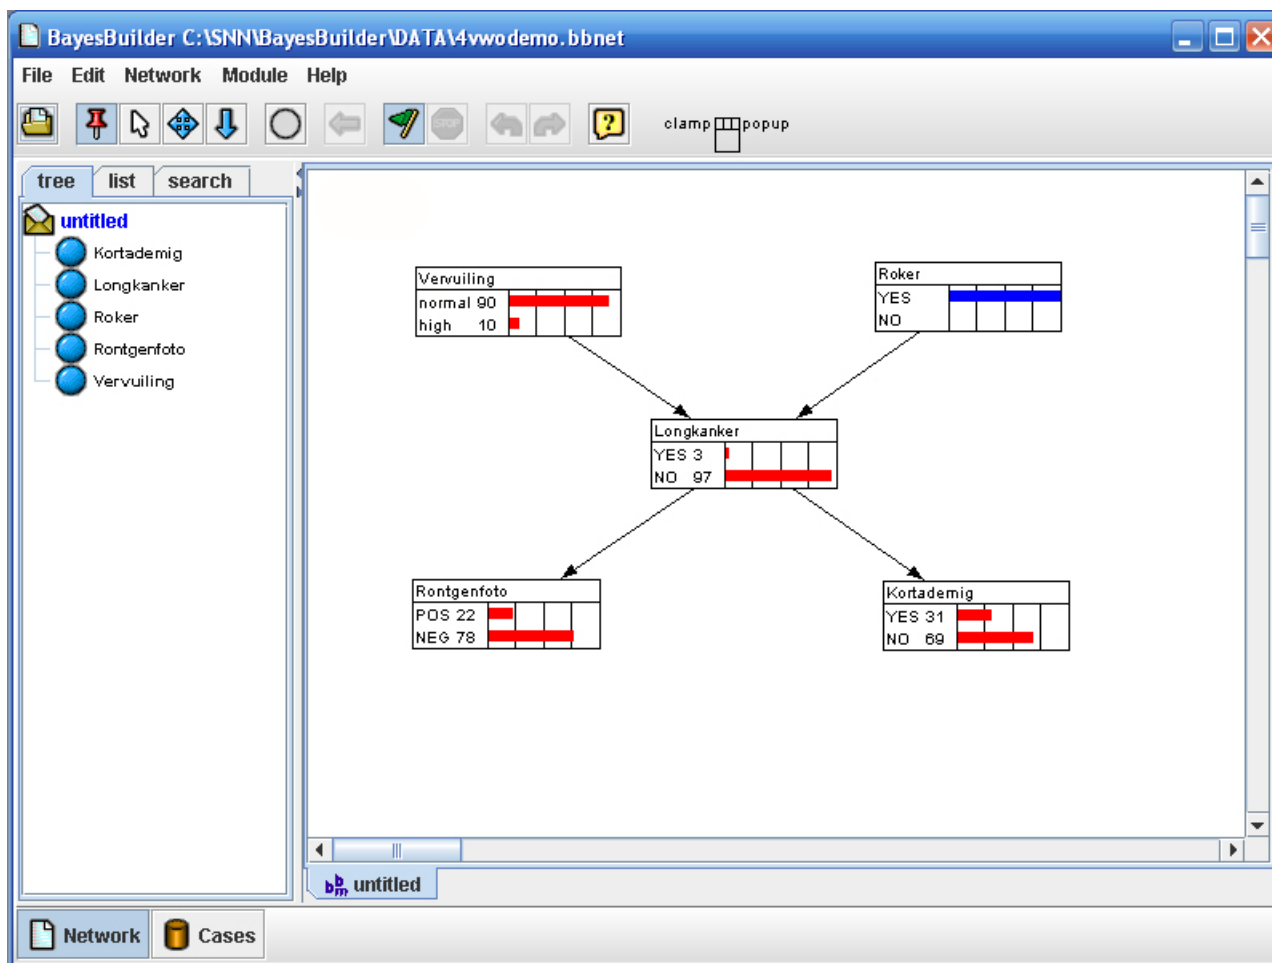 BayesBuilder C:\SNN\BayesBuilder\DATA\4vwodemo.bbnet
File Edit Network Module Help
STOP ? clamp popup
tree list search
untitled
Kortademig
Longkanker
Roker
Rontgenfoto
Vervuiling
Vervuiling
normal 90
high 10
Roker
YES
NO
Longkanker
YES 3
NO 97
Rontgenfoto
POS 22
NEG 78
Kortademig
YES 31
NO 69
bbm untitled
Network Cases